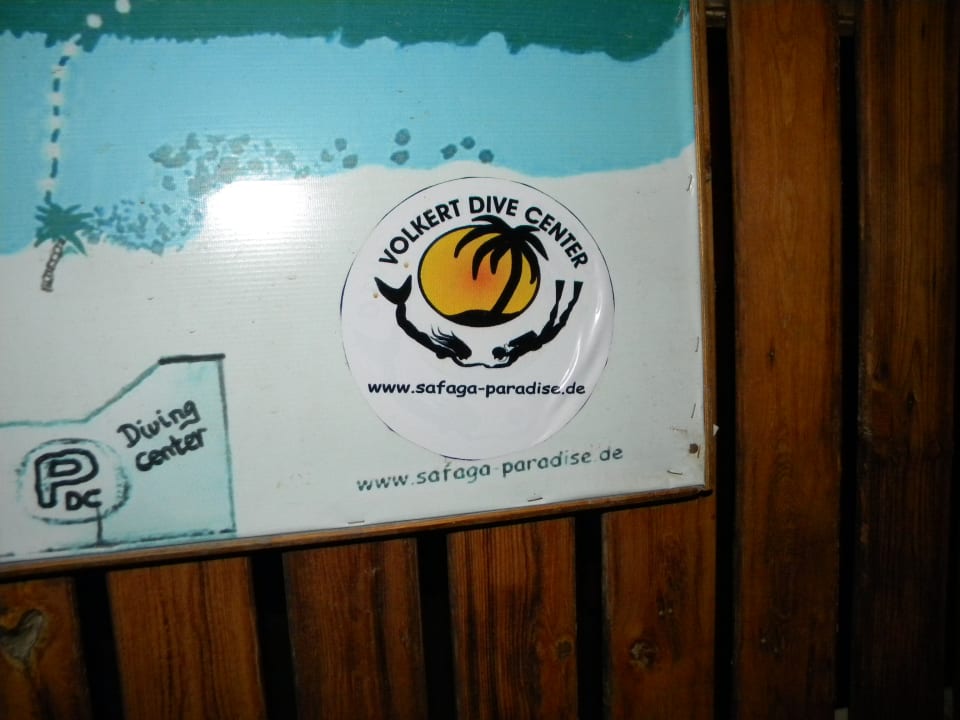 VOLKERT DIVE CENTER
www.safaga-paradise.de
Diving
center
P
DC
www.safaga-paradise.de